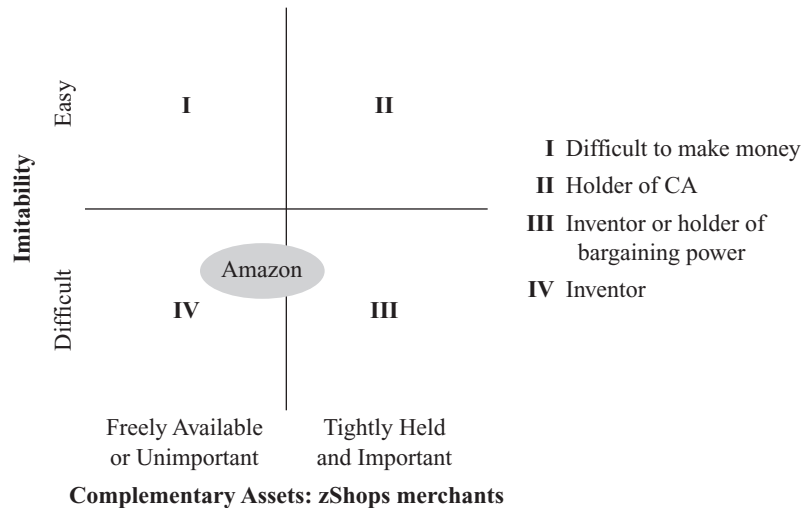 Imitability
Easy
Difficult
I
II
Amazon
IV
III
Freely Available
or Unimportant
Tightly Held
and Important
Complementary Assets: zShops merchants
I Difficult to make money
II Holder of CA
III Inventor or holder of
bargaining power
IV Inventor